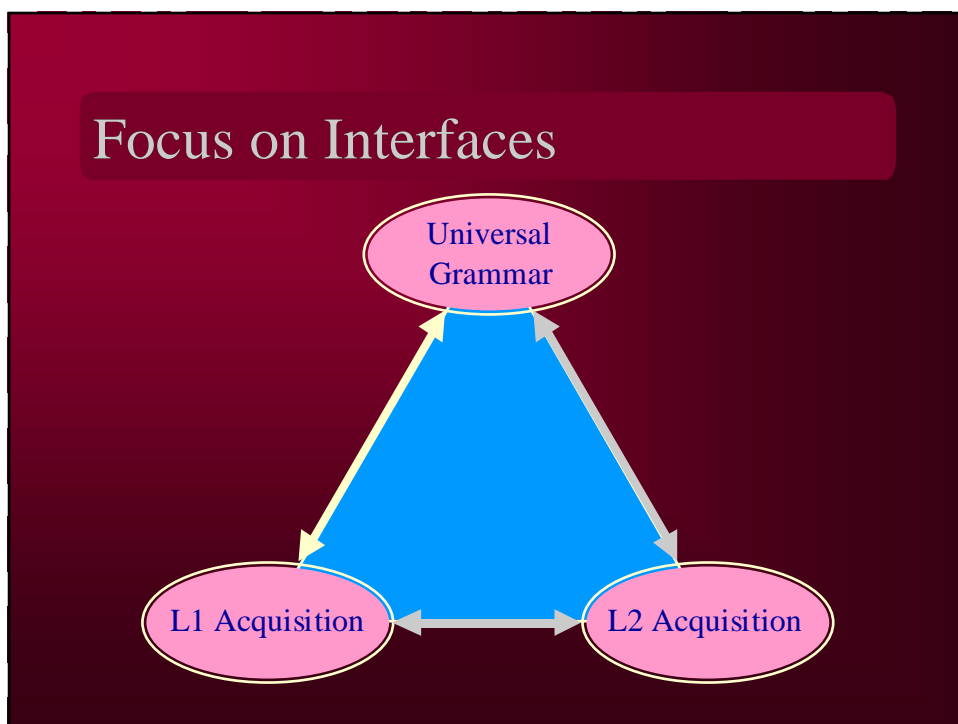 Focus on Interfaces
Universal
Grammar
L1 Acquisition
L2 Acquisition